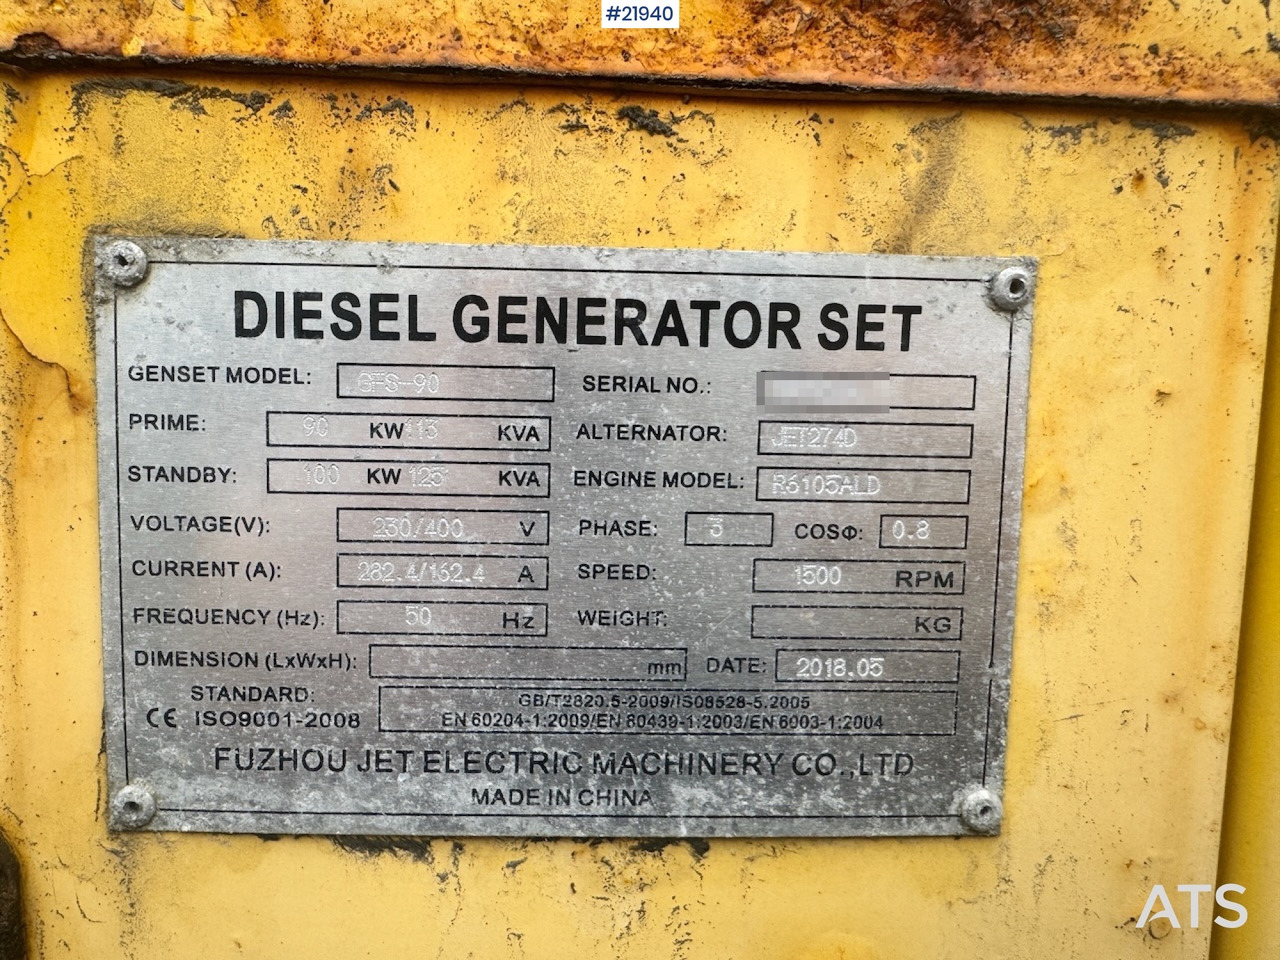 #21940
DIESEL GENERATOR SET
GENSET MODEL: GFS-90 SERIAL NO.:
PRIME: 90 KW 113 KVA ALTERNATOR: JET274D
STANDBY: 100 KW 125 KVA ENGINE MODEL: R6105ALD
VOLTAGE(V): 230/400 V PHASE: 3 COSΦ: 0.8
CURRENT (A): 282.4/162.4 A SPEED: 1500 RPM
FREQUENCY (Hz): 50 Hz WEIGHT: KG
DIMENSION (LxWxH): mm DATE: 2018.05
STANDARD: GB/T2820.5-2009/ISO8528-5.2005
CE ISO9001-2008 EN 60204-1:2009/EN 60439-1:2003/EN 6003-1:2004
FUZHOU JET ELECTRIC MACHINERY CO.,LTD
MADE IN CHINA
ATS